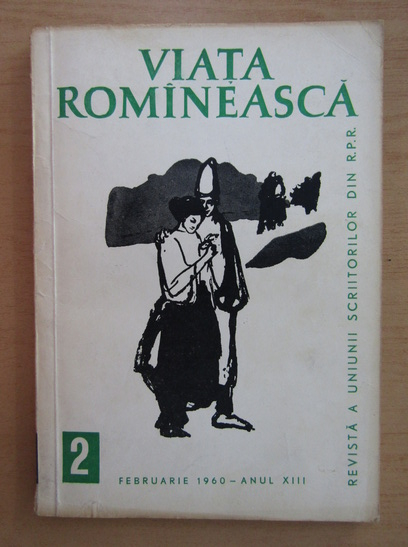 VIAȚA
ROMÎNEASCĂ
REVISTĂ A UNIUNII SCRIITORILOR DIN R.P.R.
2
FEBRUARIE 1960 – ANUL XIII